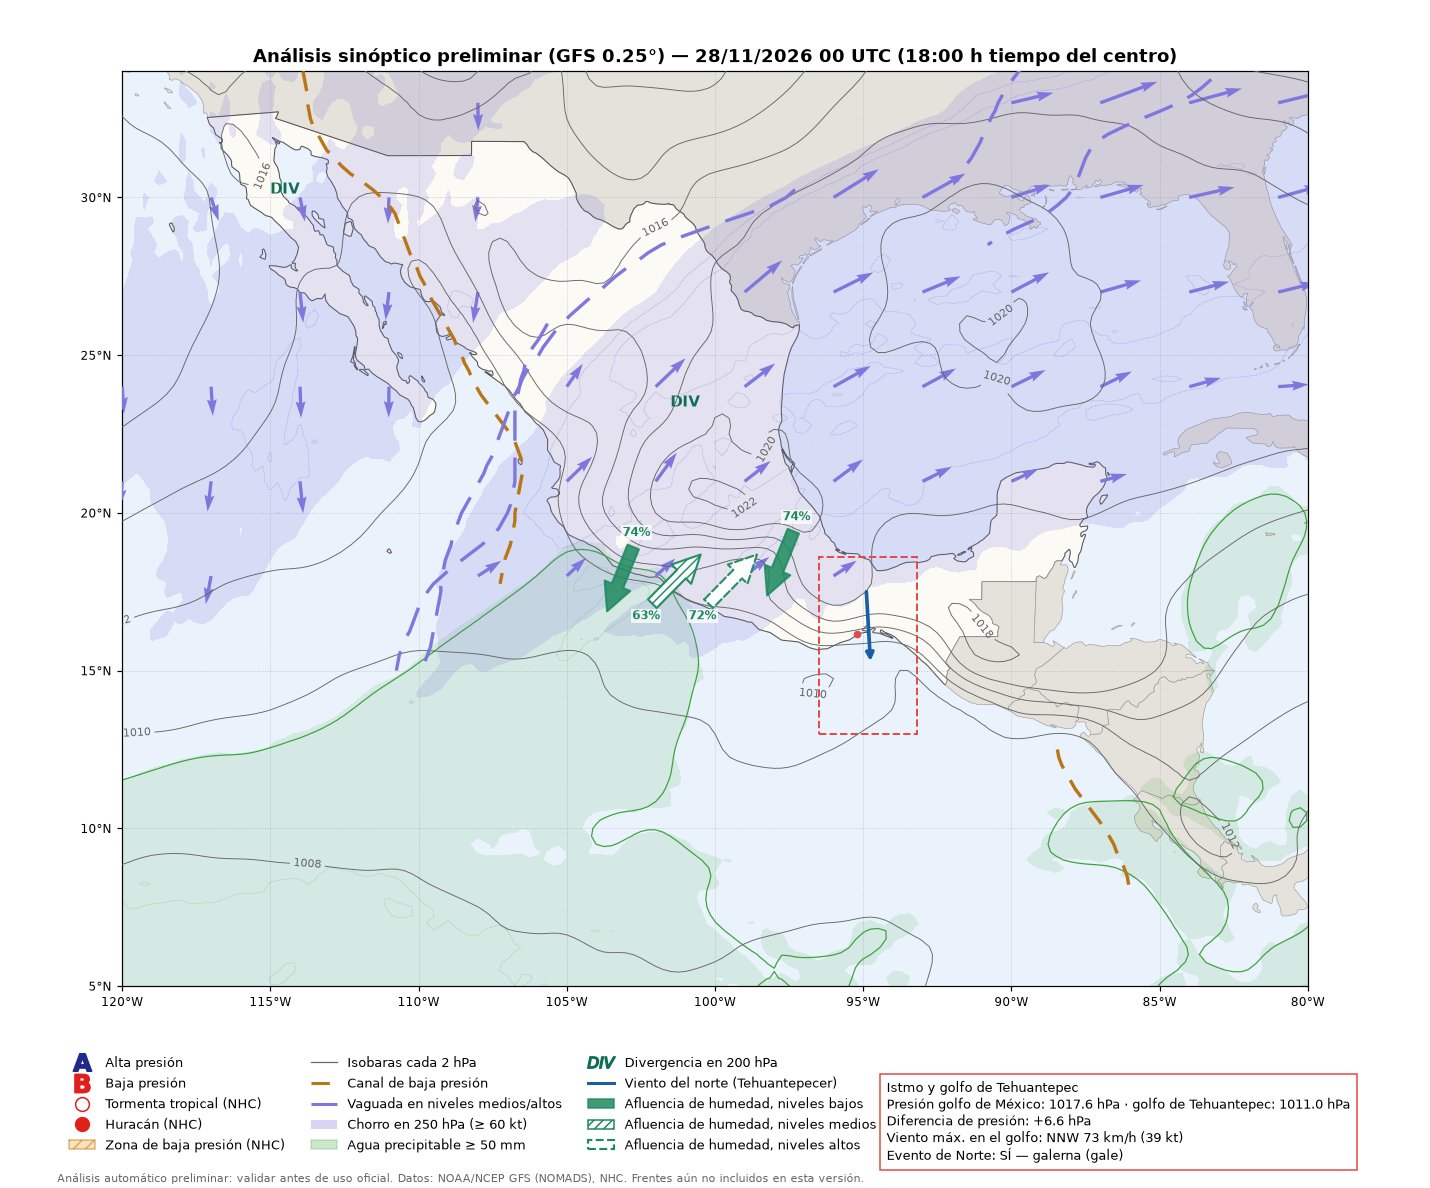 Análisis sinóptico preliminar (GFS 0.25°) — 28/11/2026 00 UTC (18:00 h tiempo del centro)
1016
DIV
30°N
1016
1020
25°N
1020
DIV
1020
1022
20°N
74%
74%
63%
72%
2
1018
15°N
1010
1010
10°N
1012
1008
5°N
120°W
115°W
110°W
105°W
100°W
95°W
90°W
85°W
80°W
A Alta presión
B Baja presión
Tormenta tropical (NHC)
Huracán (NHC)
Zona de baja presión (NHC)
Isobaras cada 2 hPa
Canal de baja presión
Vaguada en niveles medios/altos
Chorro en 250 hPa (≥ 60 kt)
Agua precipitable ≥ 50 mm
DIV Divergencia en 200 hPa
Viento del norte (Tehuantepecer)
Afluencia de humedad, niveles bajos
Afluencia de humedad, niveles medios
Afluencia de humedad, niveles altos
Istmo y golfo de Tehuantepec
Presión golfo de México: 1017.6 hPa · golfo de Tehuantepec: 1011.0 hPa
Diferencia de presión: +6.6 hPa
Viento máx. en el golfo: NNW 73 km/h (39 kt)
Evento de Norte: SÍ — galerna (gale)
Análisis automático preliminar: validar antes de uso oficial. Datos: NOAA/NCEP GFS (NOMADS), NHC. Frentes aún no incluidos en esta versión.